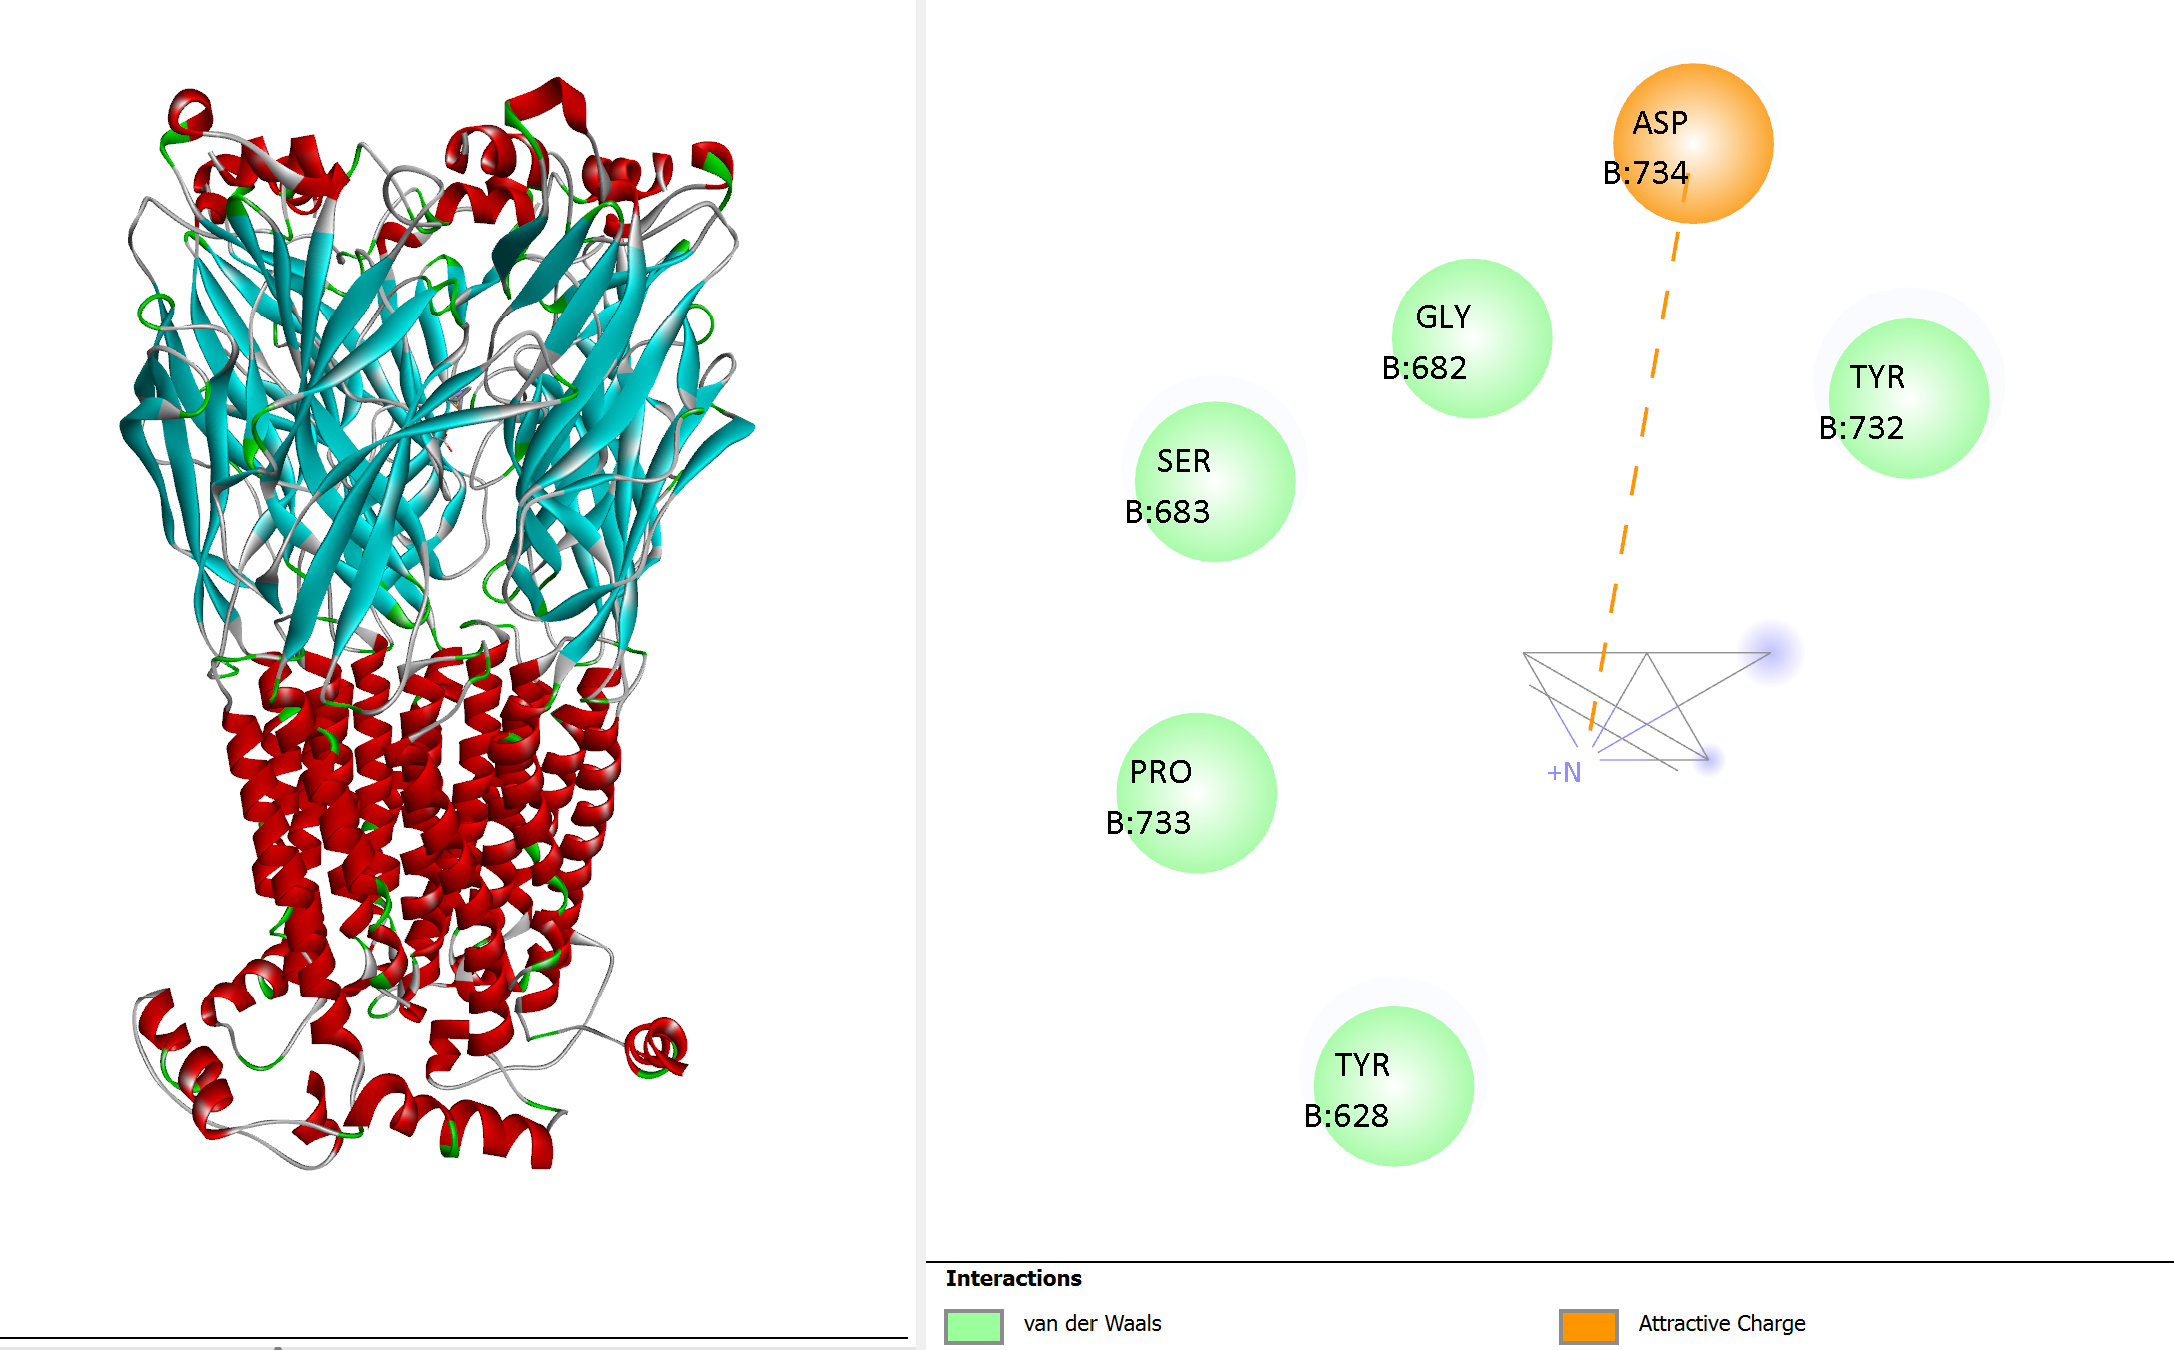 ASP
B:734
GLY
B:682
TYR
B:732
SER
B:683
PRO
B:733
+N
TYR
B:628
Interactions
van der Waals
Attractive Charge